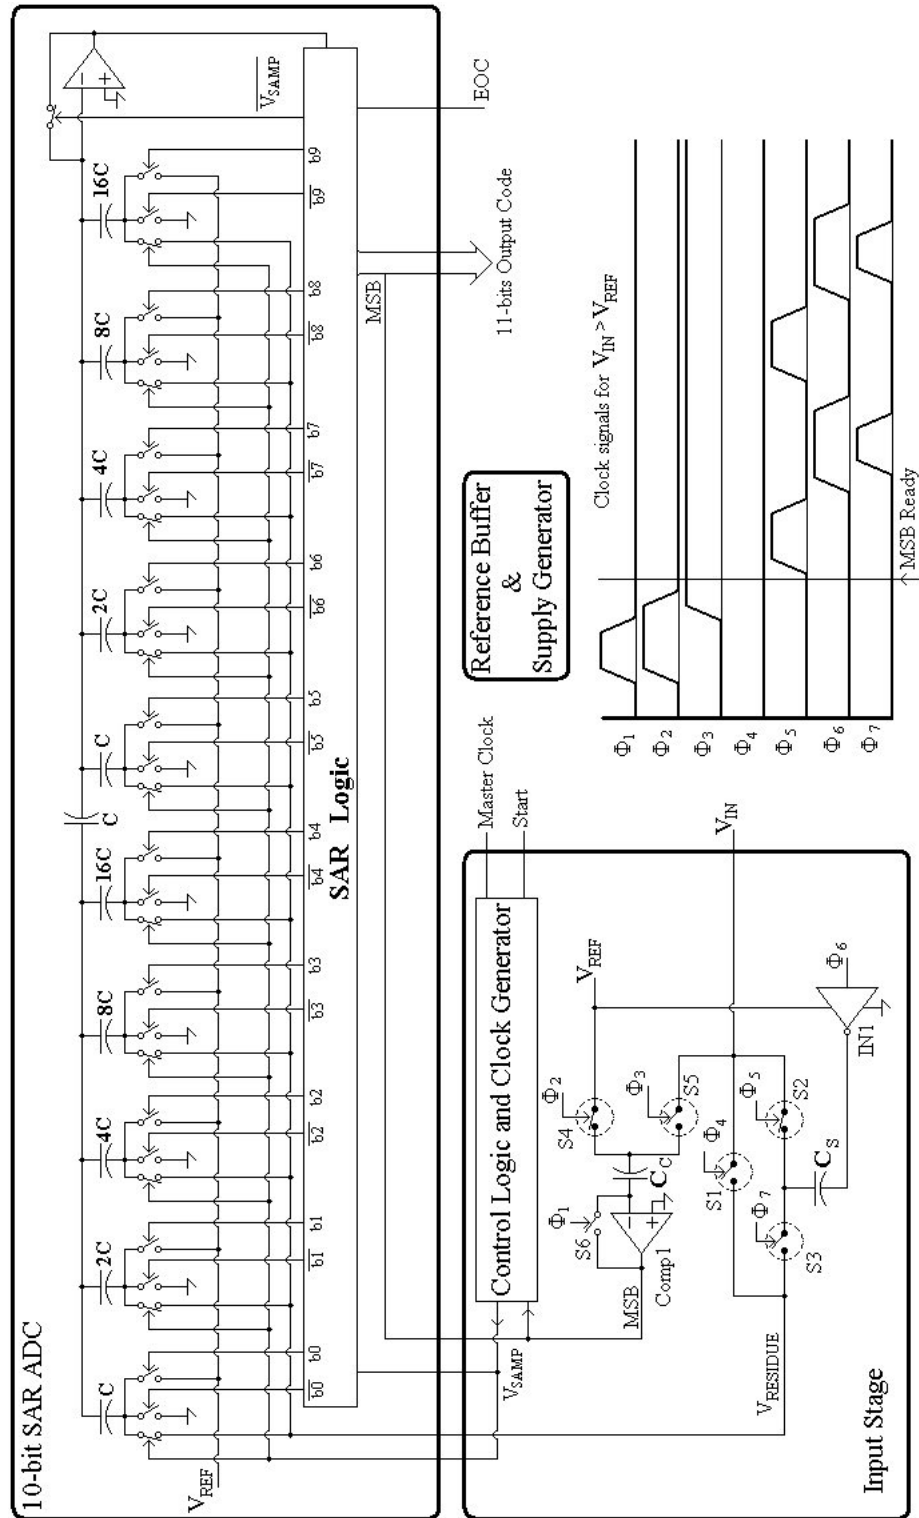 10-bit SAR ADC
C
2C
4C
8C
16C
C
C
2C
4C
8C
16C
V_REF
b0
b0
b1
b1
b2
b2
b3
b3
b4
b4
b5
b5
b6
b6
b7
b7
b8
b8
b9
b9
V_SAMP
SAR Logic
MSB
EOC
11-bits Output Code
V_SAMP
Control Logic and Clock Generator
Master Clock
Start
MSB
Comp1
Φ1
S6
C_C
S4
Φ2
V_REF
Φ3
S5
S1
Φ4
V_IN
Φ5
S2
V_RESIDUE
Φ7
S3
C_S
IN1
Φ6
Input Stage
Reference Buffer
&
Supply Generator
Clock signals for V_IN > V_REF
Φ1
Φ2
Φ3
Φ4
Φ5
Φ6
Φ7
MSB Ready